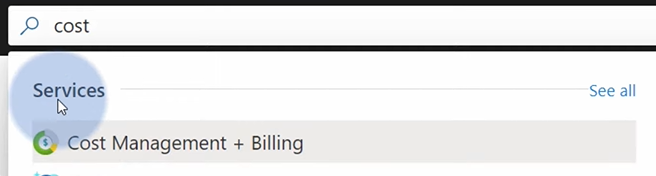 cost
Services See all
Cost Management + Billing